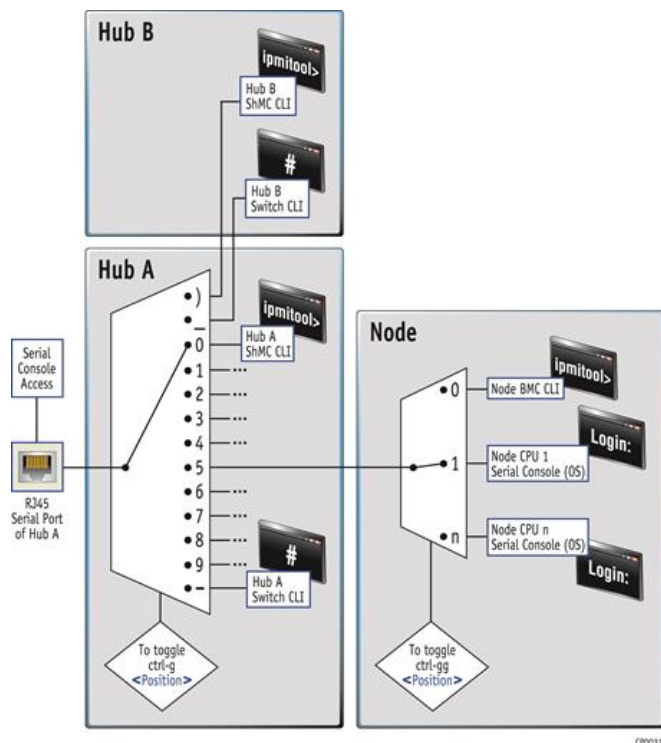 Hub B
ipmitool>
Hub B
ShMC CLI
#
Hub B
Switch CLI
Hub A
)
_
0
1
2
3
4
5
6
7
8
9
-
...
...
...
...
...
...
...
...
ipmitool>
Hub A
ShMC CLI
#
Hub A
Switch CLI
Serial
Console
Access
RJ45
Serial Port
of Hub A
To toggle
ctrl-g
<Position>
Node
0
1
n
ipmitool>
Node BMC CLI
Login:
Node CPU 1
Serial Console (OS)
Node CPU n
Serial Console (OS)
Login:
To toggle
ctrl-gg
<Position>